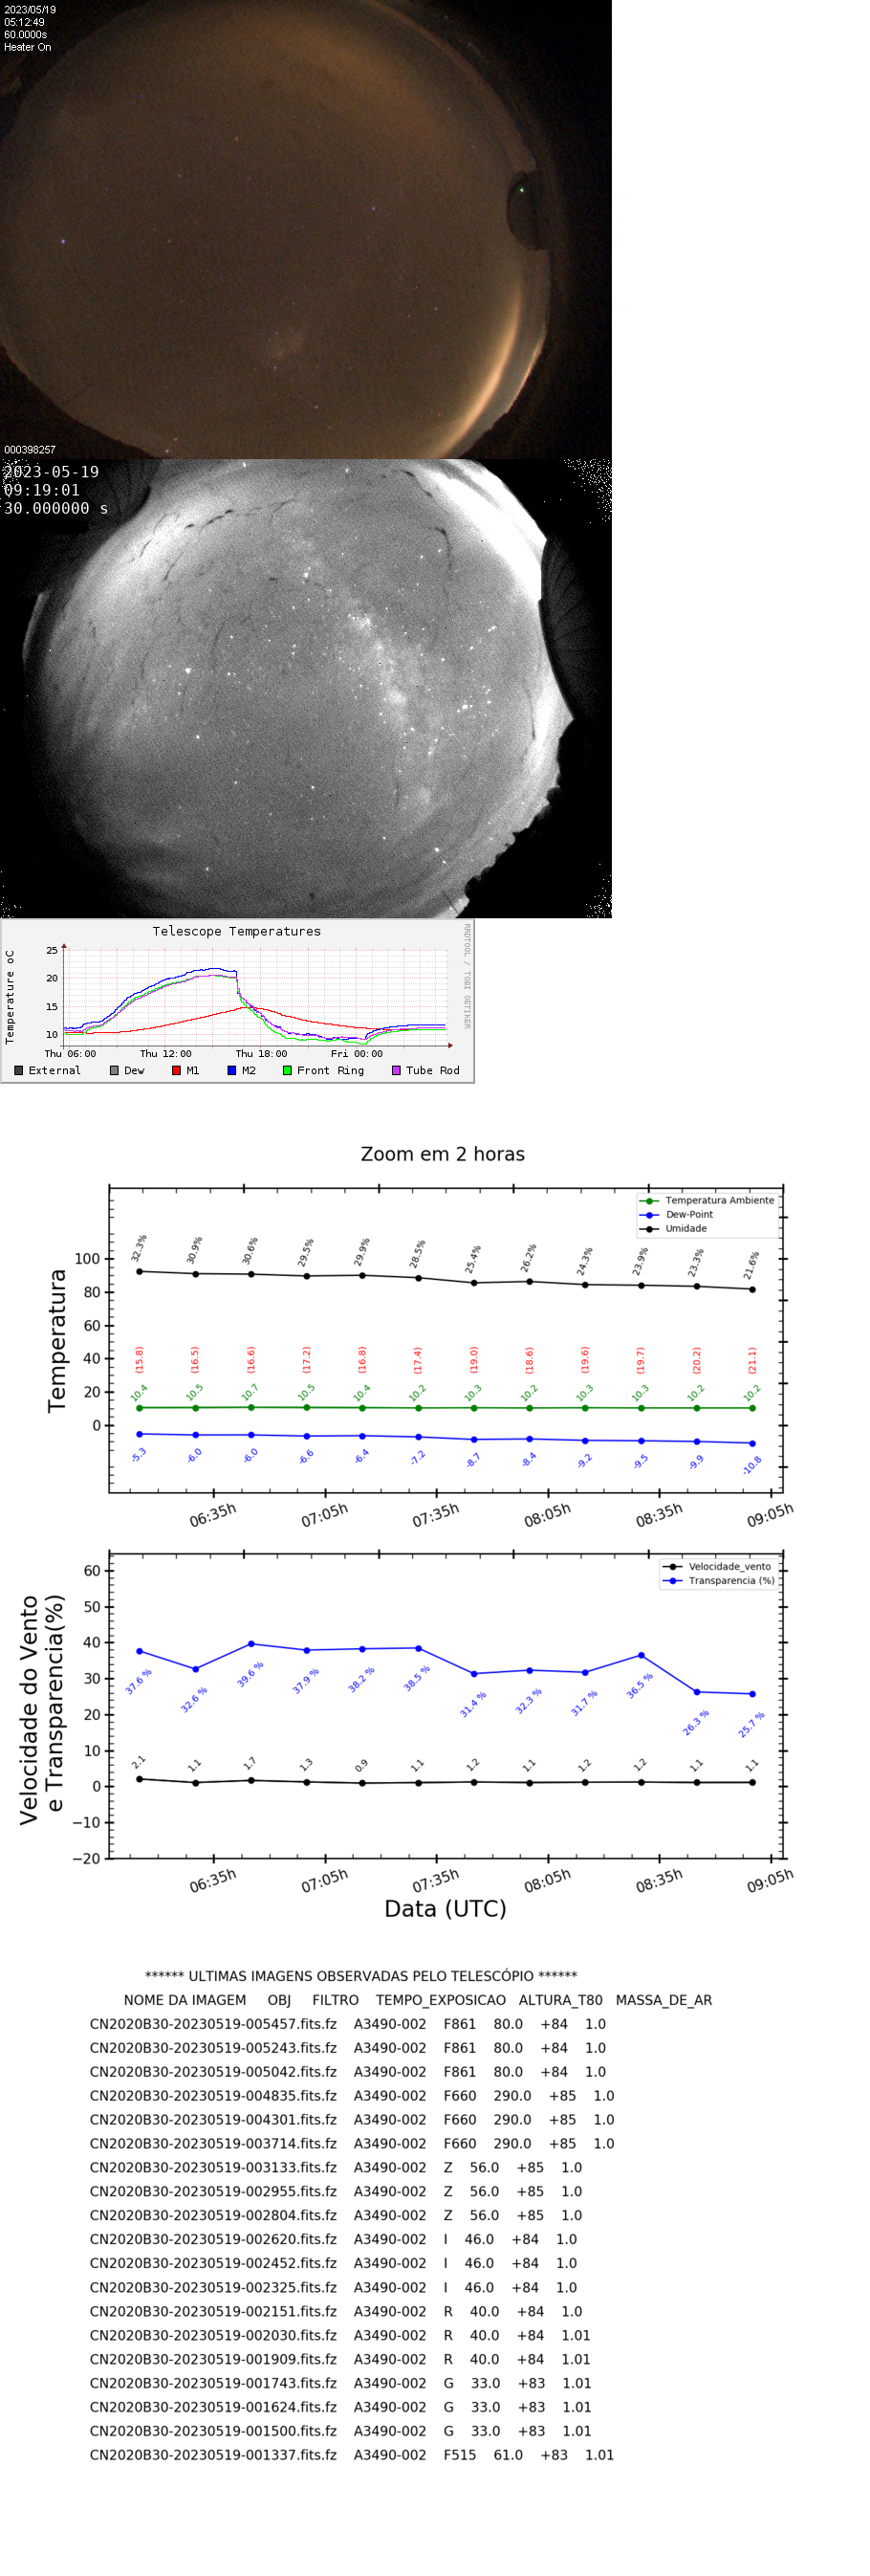 2023/05/19
05:12:49
60.0000s
Heater On
000398257
2023-05-19
09:19:01
30.000000 s
Telescope Temperatures
RRDTOOL / TOBI OETIKER
Temperature oC
25
20
15
10
Thu 06:00 Thu 12:00 Thu 18:00 Fri 00:00
External Dew M1 M2 Front Ring Tube Rod
Zoom em 2 horas
Temperatura Ambiente
Dew-Point
Umidade
Temperatura
100
80
60
40
20
0
32.3% 30.9% 30.6% 29.5% 29.9% 28.5% 25.4% 26.2% 24.3% 23.9% 23.3% 21.6%
(15.8) (16.5) (16.6) (17.2) (16.8) (17.4) (19.0) (18.6) (19.6) (19.7) (20.2) (21.1)
10.4 10.5 10.7 10.5 10.4 10.2 10.3 10.2 10.3 10.3 10.2 10.2
-5.3 -6.0 -6.0 -6.6 -6.4 -7.2 -8.7 -8.4 -9.2 -9.5 -9.9 -10.8
06:35h 07:05h 07:35h 08:05h 08:35h 09:05h
Velocidade_vento
Transparencia (%)
Velocidade do Vento
e Transparencia(%)
60
50
40
30
20
10
0
−10
−20
37.6 % 32.6 % 39.6 % 37.9 % 38.2 % 38.5 % 31.4 % 32.3 % 31.7 % 36.5 % 26.3 % 25.7 %
2.1 1.1 1.7 1.3 0.9 1.1 1.2 1.1 1.2 1.2 1.1 1.1
06:35h 07:05h 07:35h 08:05h 08:35h 09:05h
Data (UTC)
****** ULTIMAS IMAGENS OBSERVADAS PELO TELESCÓPIO ******
NOME DA IMAGEM OBJ FILTRO TEMPO_EXPOSICAO ALTURA_T80 MASSA_DE_AR
CN2020B30-20230519-005457.fits.fz A3490-002 F861 80.0 +84 1.0
CN2020B30-20230519-005243.fits.fz A3490-002 F861 80.0 +84 1.0
CN2020B30-20230519-005042.fits.fz A3490-002 F861 80.0 +84 1.0
CN2020B30-20230519-004835.fits.fz A3490-002 F660 290.0 +85 1.0
CN2020B30-20230519-004301.fits.fz A3490-002 F660 290.0 +85 1.0
CN2020B30-20230519-003714.fits.fz A3490-002 F660 290.0 +85 1.0
CN2020B30-20230519-003133.fits.fz A3490-002 Z 56.0 +85 1.0
CN2020B30-20230519-002955.fits.fz A3490-002 Z 56.0 +85 1.0
CN2020B30-20230519-002804.fits.fz A3490-002 Z 56.0 +85 1.0
CN2020B30-20230519-002620.fits.fz A3490-002 I 46.0 +84 1.0
CN2020B30-20230519-002452.fits.fz A3490-002 I 46.0 +84 1.0
CN2020B30-20230519-002325.fits.fz A3490-002 I 46.0 +84 1.0
CN2020B30-20230519-002151.fits.fz A3490-002 R 40.0 +84 1.0
CN2020B30-20230519-002030.fits.fz A3490-002 R 40.0 +84 1.01
CN2020B30-20230519-001909.fits.fz A3490-002 R 40.0 +84 1.01
CN2020B30-20230519-001743.fits.fz A3490-002 G 33.0 +83 1.01
CN2020B30-20230519-001624.fits.fz A3490-002 G 33.0 +83 1.01
CN2020B30-20230519-001500.fits.fz A3490-002 G 33.0 +83 1.01
CN2020B30-20230519-001337.fits.fz A3490-002 F515 61.0 +83 1.01